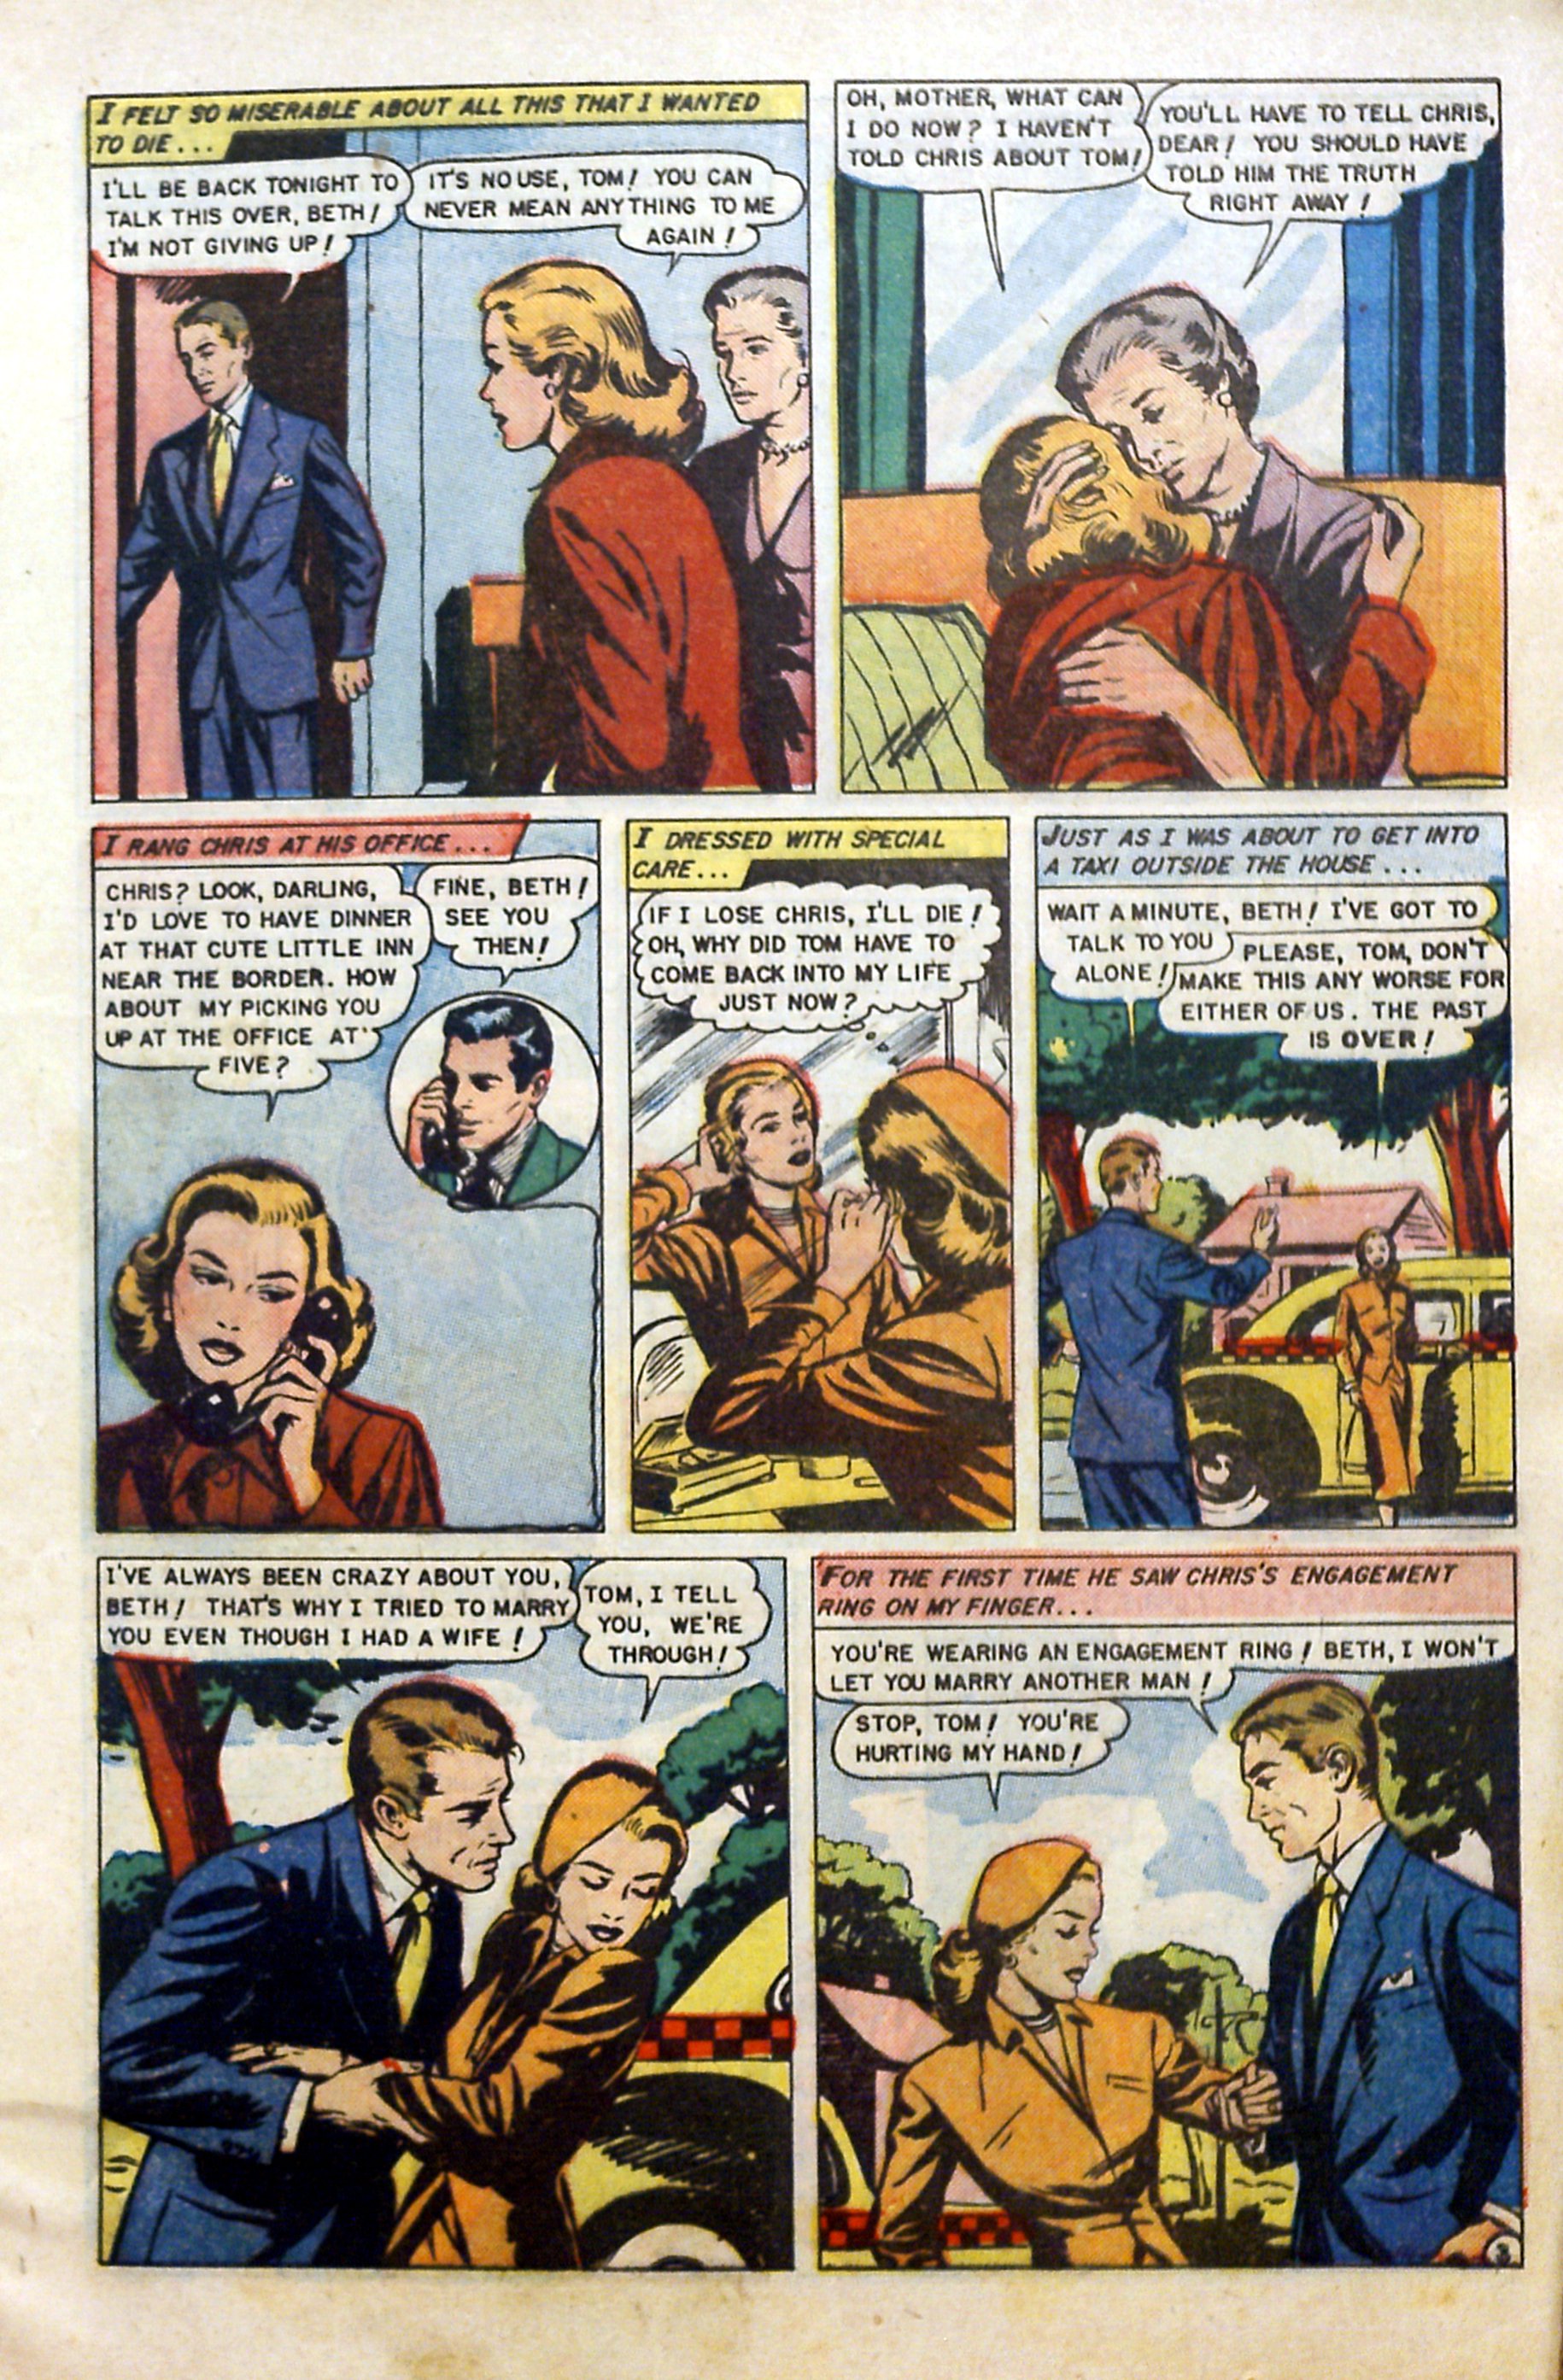 I FELT SO MISERABLE ABOUT ALL THIS THAT I WANTED
TO DIE...
I'LL BE BACK TONIGHT TO
TALK THIS OVER, BETH!
I'M NOT GIVING UP!
IT'S NO USE, TOM! YOU CAN
NEVER MEAN ANYTHING TO ME
AGAIN!
OH, MOTHER, WHAT CAN
I DO NOW? I HAVEN'T
TOLD CHRIS ABOUT TOM!
YOU'LL HAVE TO TELL CHRIS,
DEAR! YOU SHOULD HAVE
TOLD HIM THE TRUTH
RIGHT AWAY!
I RANG CHRIS AT HIS OFFICE...
CHRIS? LOOK, DARLING,
I'D LOVE TO HAVE DINNER
AT THAT CUTE LITTLE INN
NEAR THE BORDER. HOW
ABOUT MY PICKING YOU
UP AT THE OFFICE AT
FIVE?
FINE, BETH!
SEE YOU
THEN!
I DRESSED WITH SPECIAL
CARE...
IF I LOSE CHRIS, I'LL DIE!
OH, WHY DID TOM HAVE TO
COME BACK INTO MY LIFE
JUST NOW?
JUST AS I WAS ABOUT TO GET INTO
A TAXI OUTSIDE THE HOUSE...
WAIT A MINUTE, BETH! I'VE GOT TO
TALK TO YOU
ALONE!
PLEASE, TOM, DON'T
MAKE THIS ANY WORSE FOR
EITHER OF US. THE PAST
IS OVER!
I'VE ALWAYS BEEN CRAZY ABOUT YOU,
BETH! THAT'S WHY I TRIED TO MARRY
YOU EVEN THOUGH I HAD A WIFE!
TOM, I TELL
YOU, WE'RE
THROUGH!
FOR THE FIRST TIME HE SAW CHRIS'S ENGAGEMENT
RING ON MY FINGER...
YOU'RE WEARING AN ENGAGEMENT RING! BETH, I WON'T
LET YOU MARRY ANOTHER MAN!
STOP, TOM! YOU'RE
HURTING MY HAND!
3